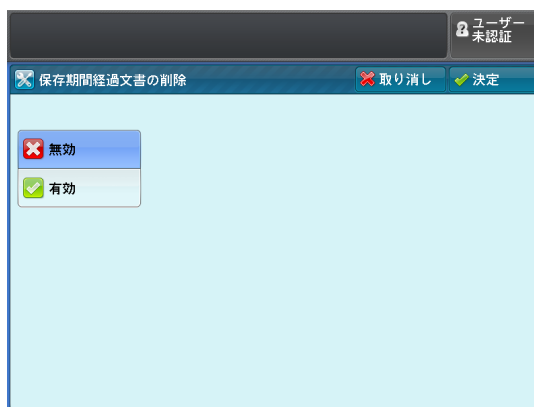 ユーザー
未認証
保存期間経過文書の削除
取り消し
決定
無効
有効